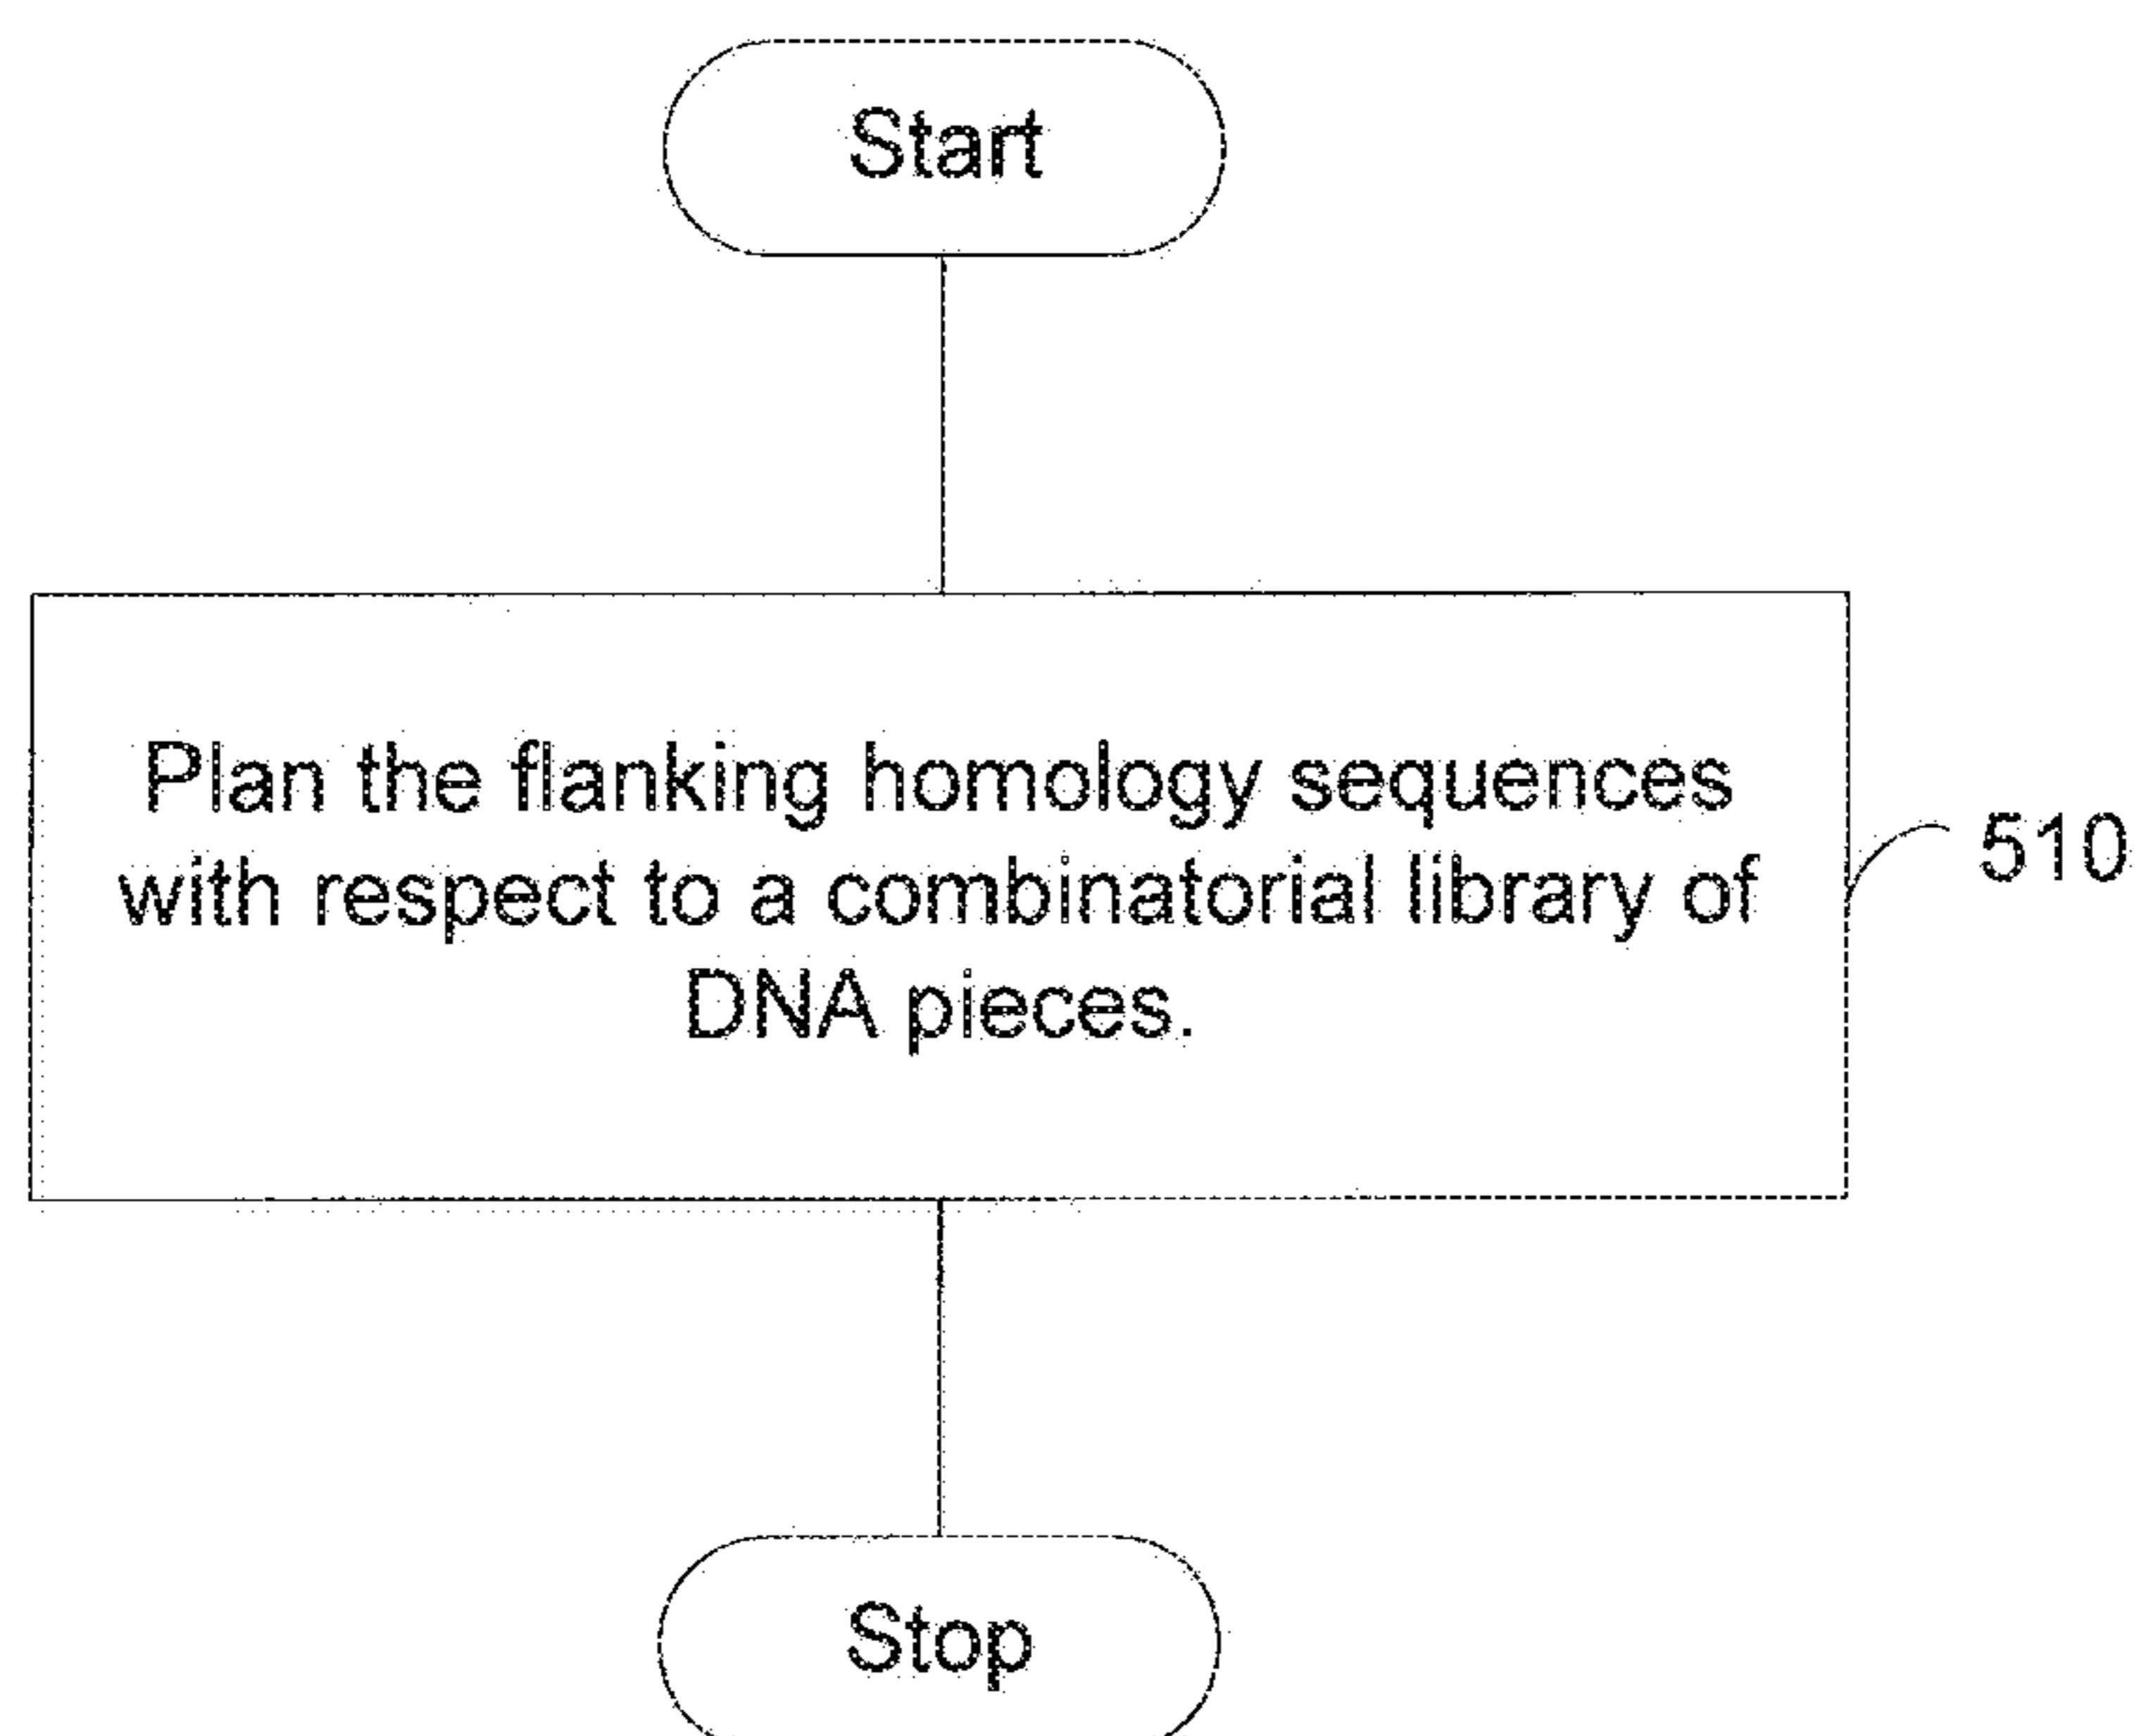 Start
Plan the flanking homology sequences
with respect to a combinatorial library of
DNA pieces.
510
Stop